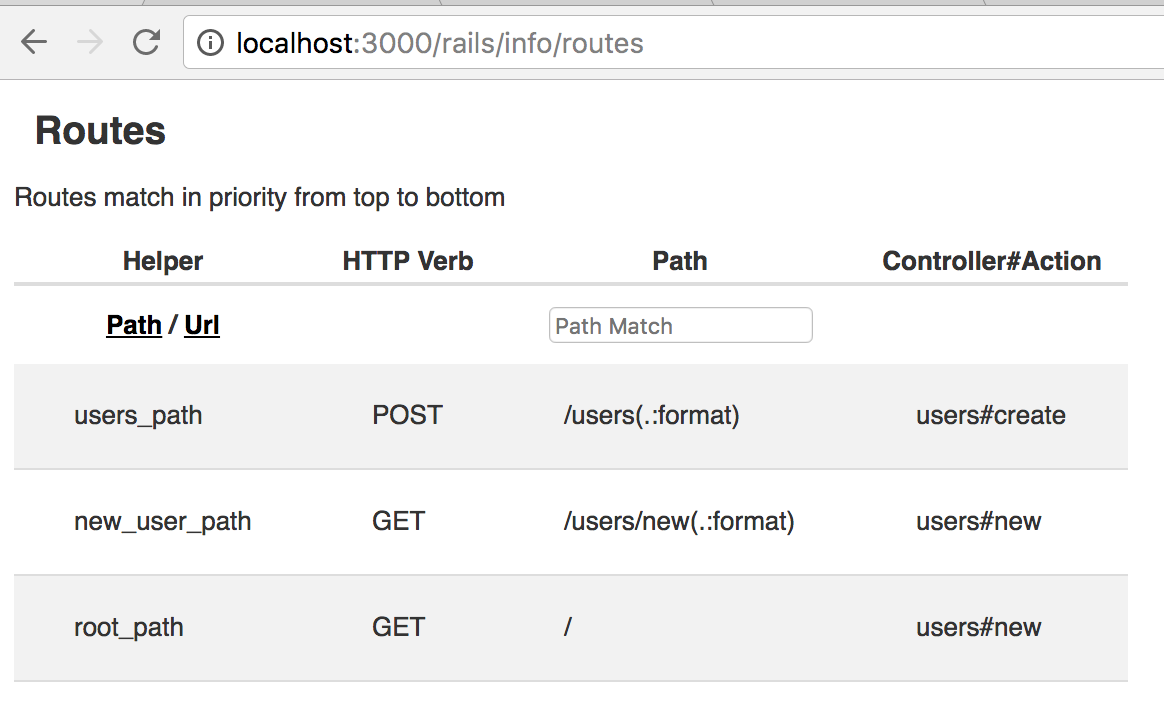 localhost:3000/rails/info/routes
Routes
Routes match in priority from top to bottom
Helper HTTP Verb Path Controller#Action
Path / Url Path Match
users_path POST /users(.:format) users#create
new_user_path GET /users/new(.:format) users#new
root_path GET / users#new